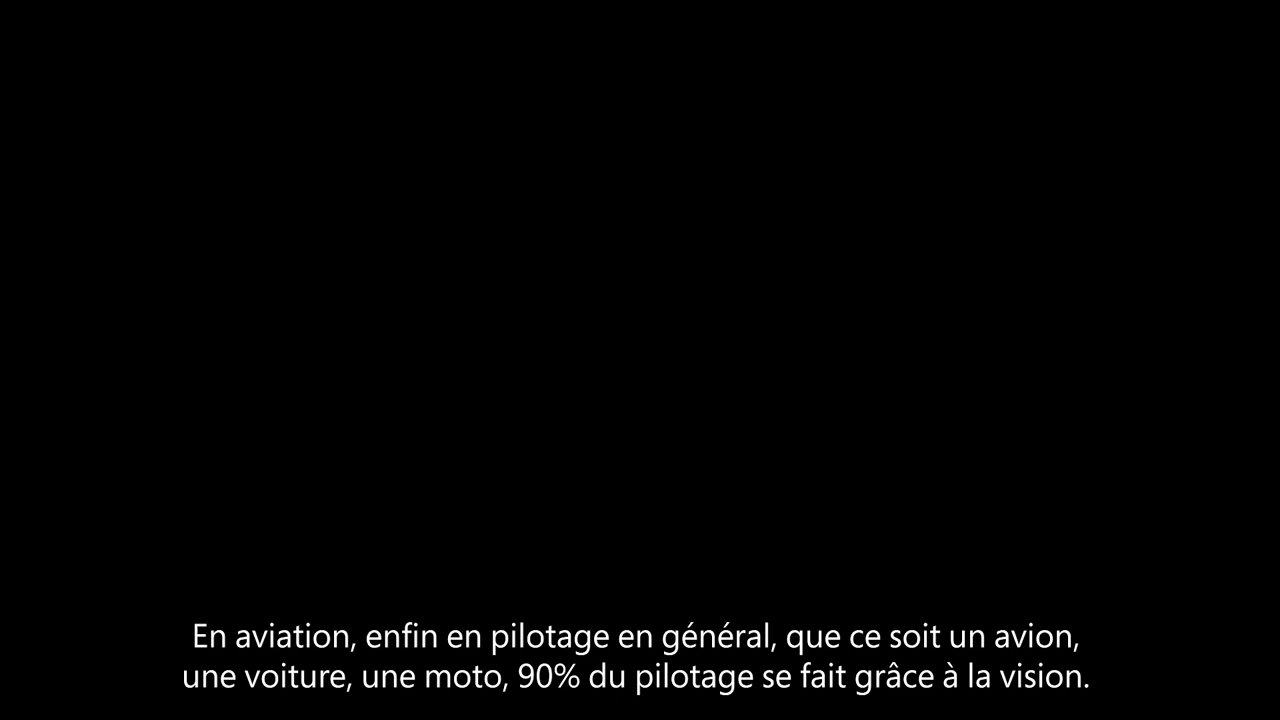 En aviation, enfin en pilotage en général, que ce soit un avion,
une voiture, une moto, 90% du pilotage se fait grâce à la vision.